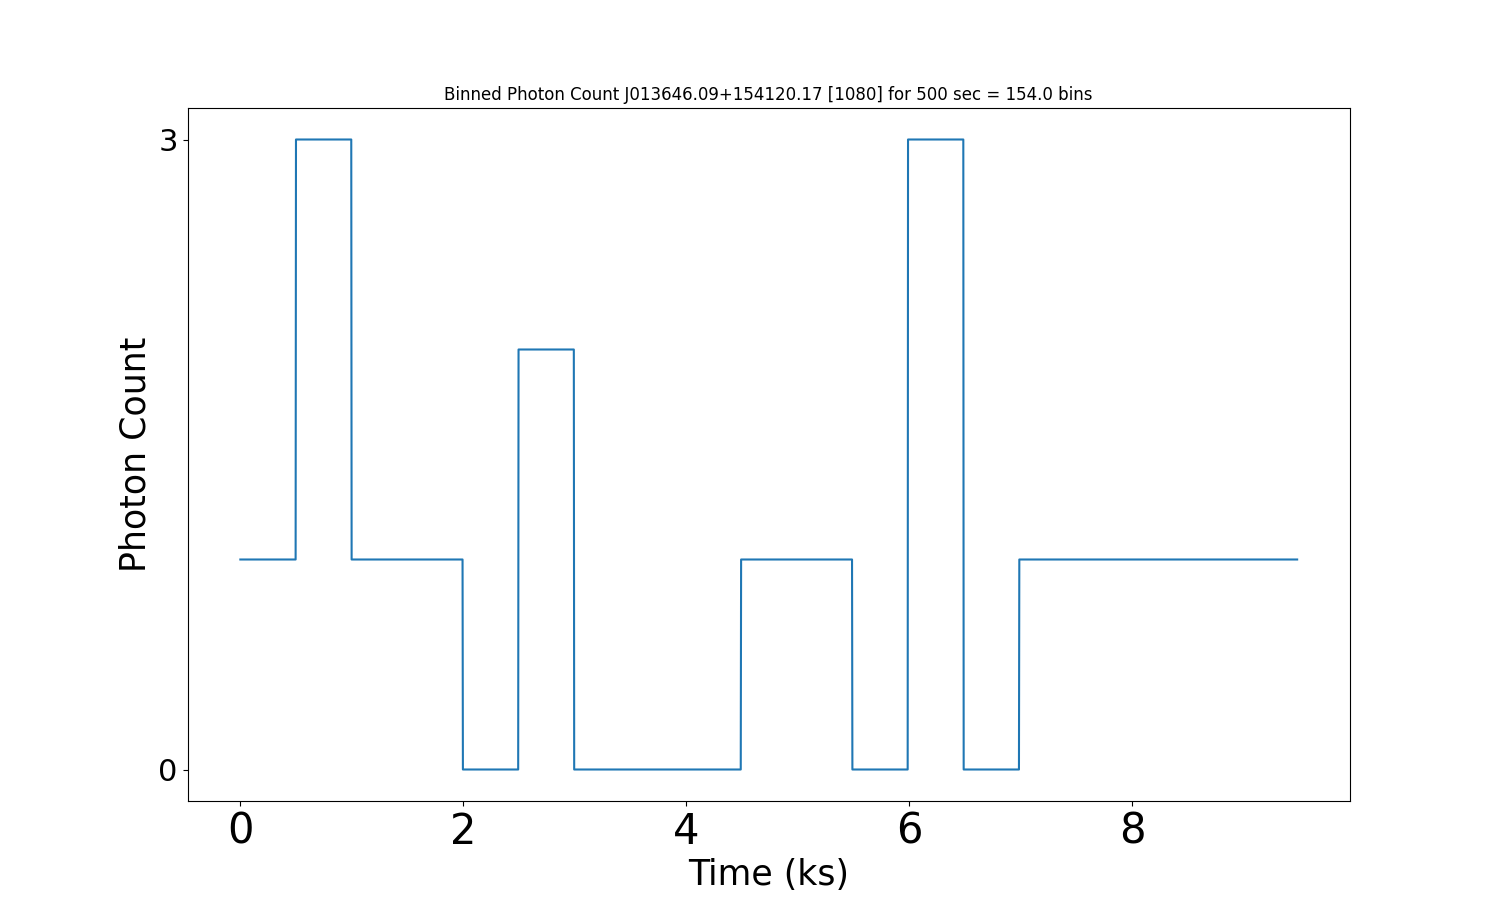 Binned Photon Count J013646.09+154120.17 [1080] for 500 sec = 154.0 bins
3
Photon Count
0
0 2 4 6 8
Time (ks)